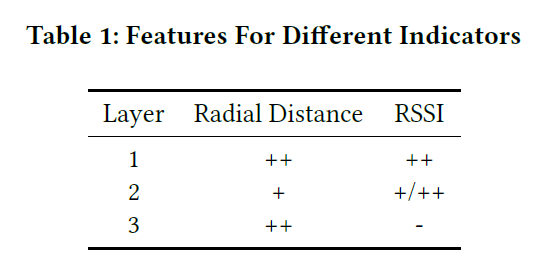 Table 1: Features For Different Indicators
Layer Radial Distance RSSI
1 ++ ++
2 + +/++
3 ++ -